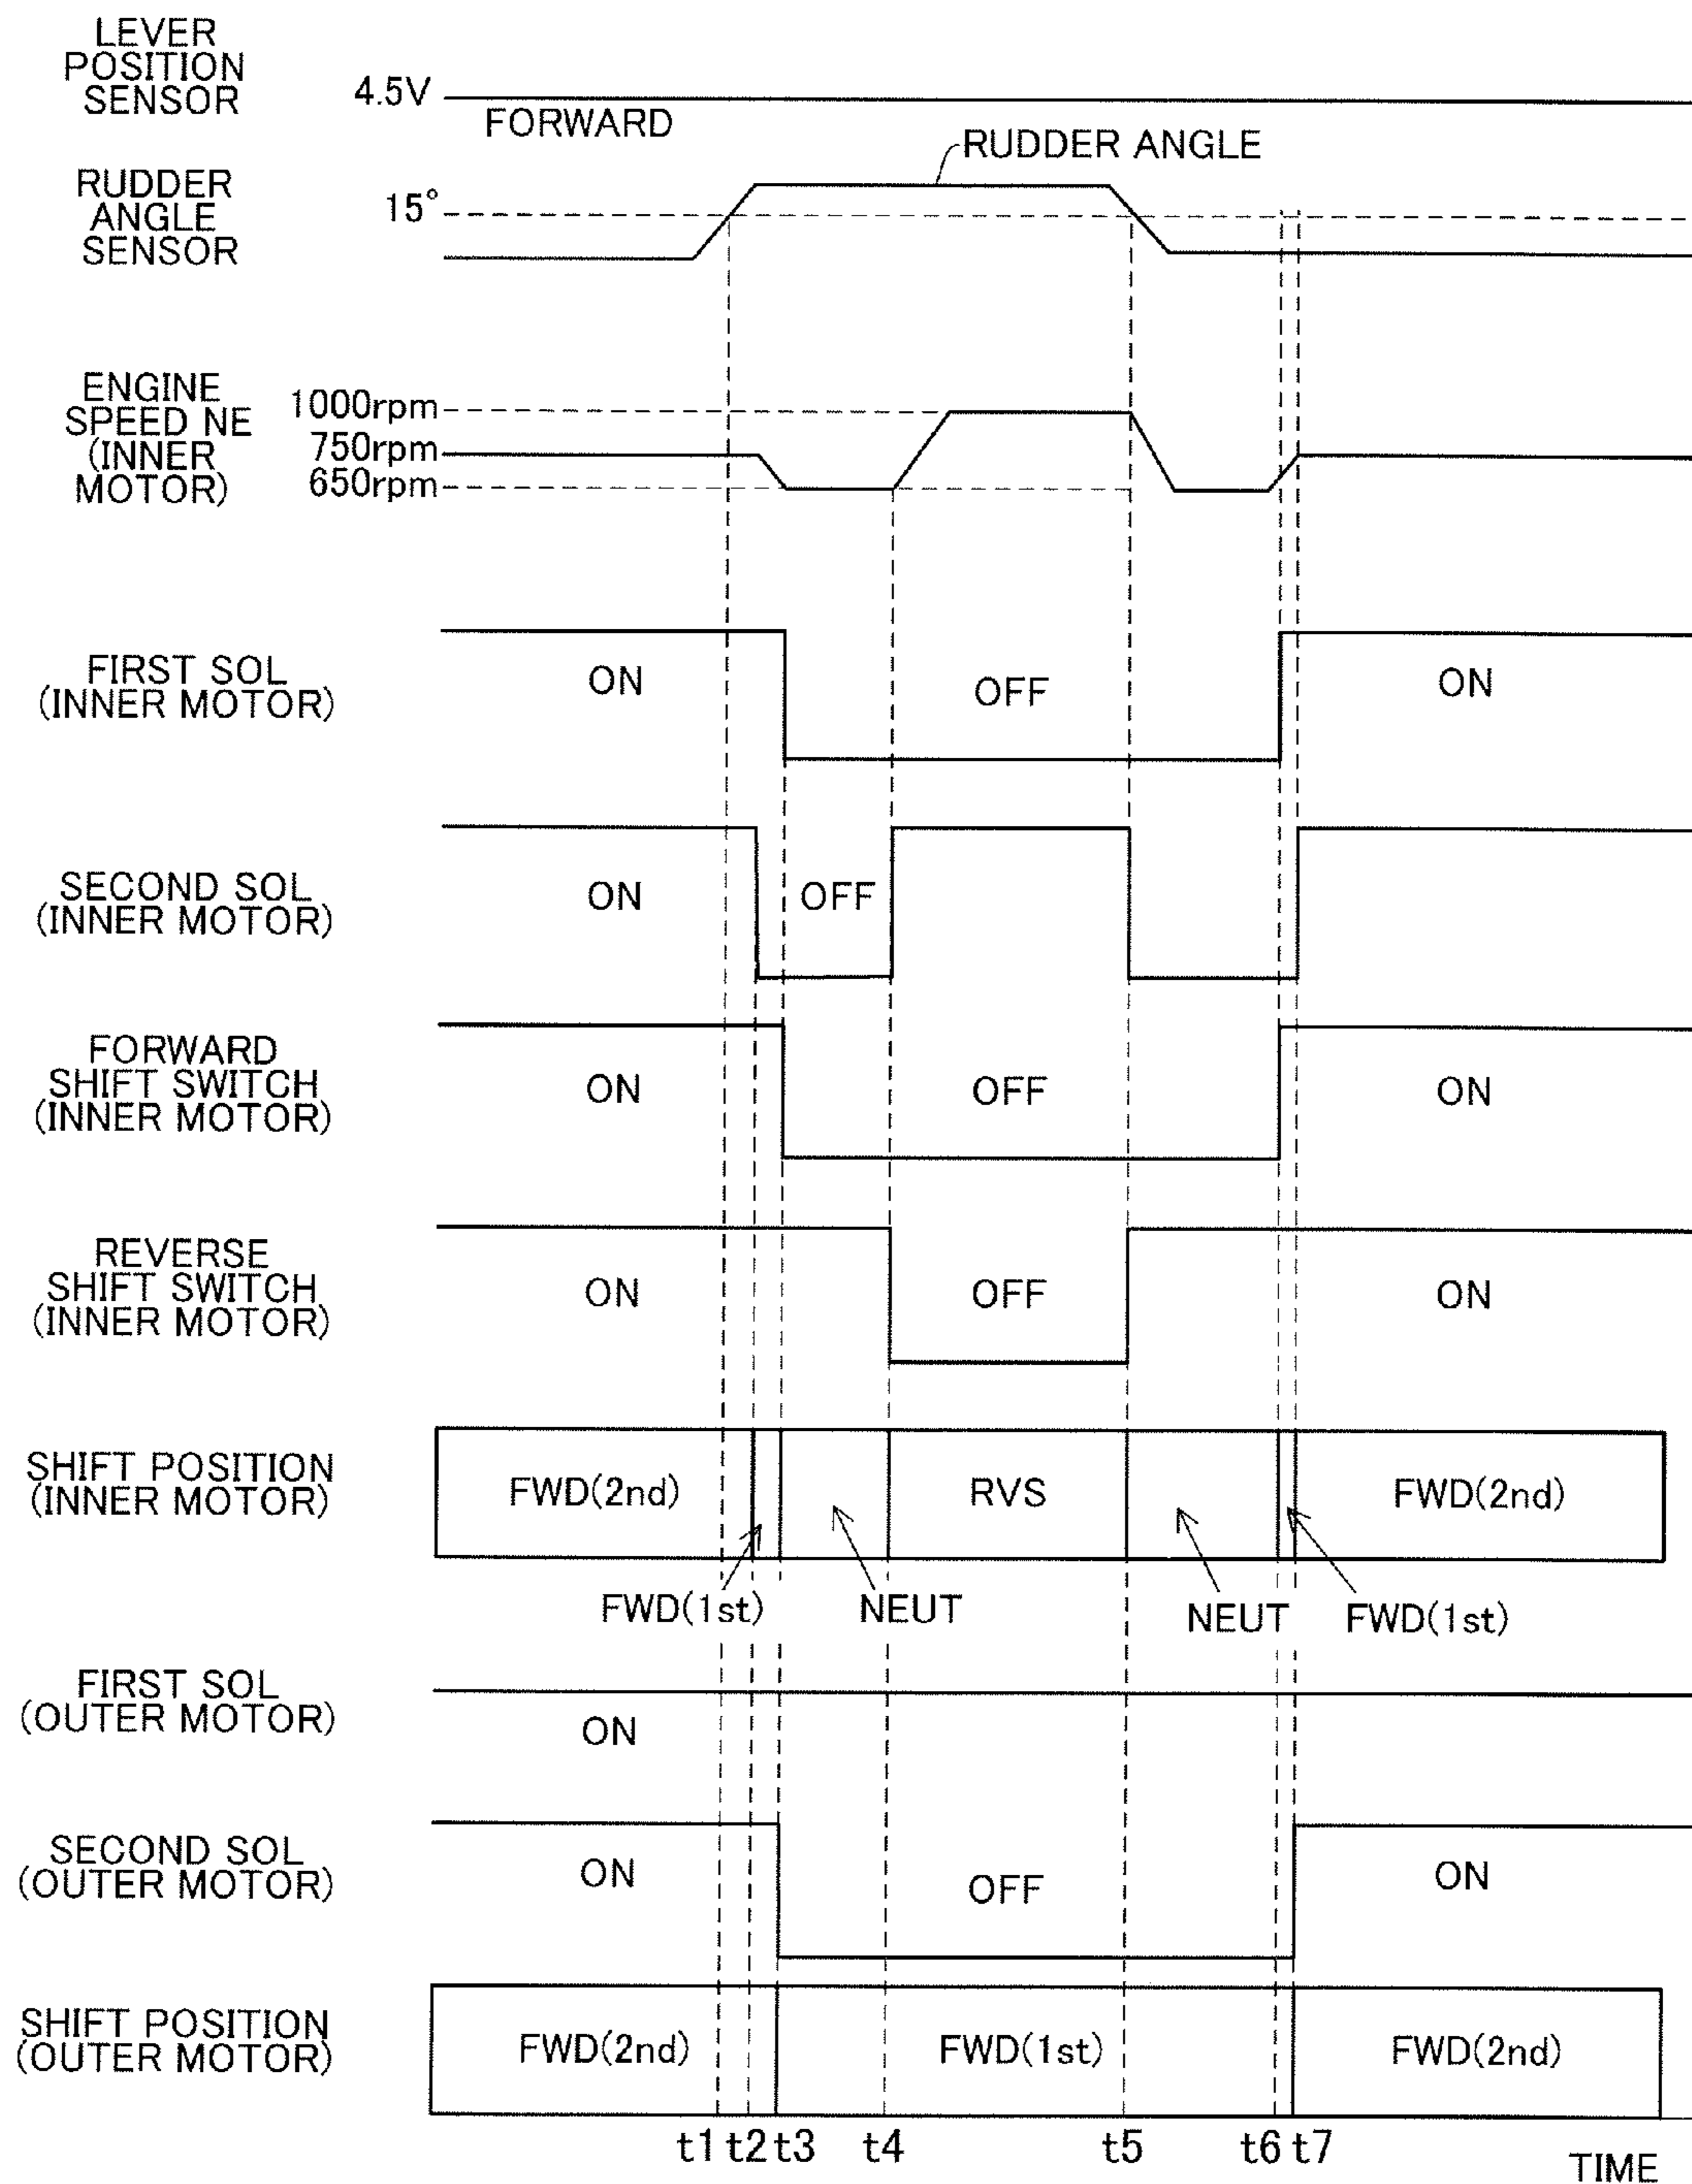 LEVER
POSITION
SENSOR
4.5V
FORWARD
RUDDER ANGLE
RUDDER
ANGLE
SENSOR
15°
ENGINE
SPEED NE
(INNER
MOTOR)
1000rpm
750rpm
650rpm
FIRST SOL
(INNER MOTOR)
ON
OFF
ON
SECOND SOL
(INNER MOTOR)
ON
OFF
FORWARD
SHIFT SWITCH
(INNER MOTOR)
ON
OFF
ON
REVERSE
SHIFT SWITCH
(INNER MOTOR)
ON
OFF
ON
SHIFT POSITION
(INNER MOTOR)
FWD(2nd)
RVS
FWD(2nd)
FWD(1st)
NEUT
NEUT
FWD(1st)
FIRST SOL
(OUTER MOTOR)
ON
SECOND SOL
(OUTER MOTOR)
ON
OFF
ON
SHIFT POSITION
(OUTER MOTOR)
FWD(2nd)
FWD(1st)
FWD(2nd)
t1 t2 t3 t4 t5 t6 t7
TIME